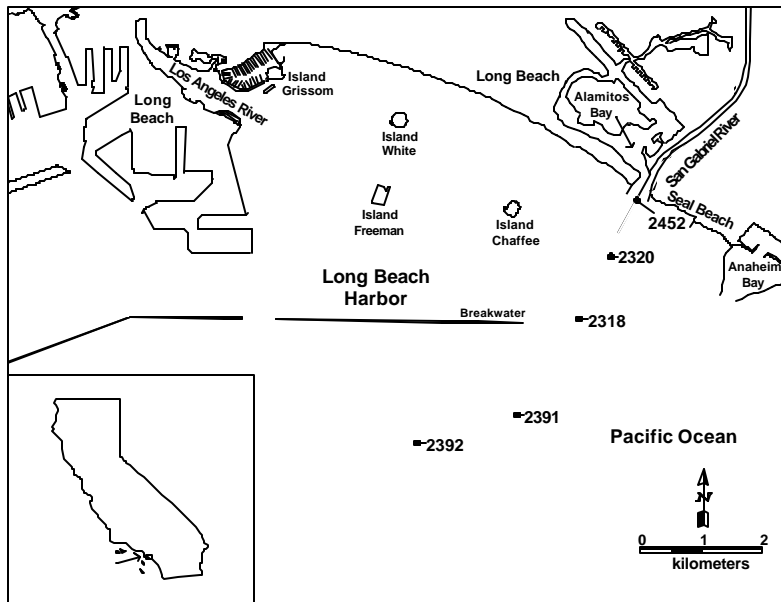 Los Angeles River
Island
Grissom
Long Beach
Long
Beach
Alamitos
Bay
San Gabriel River
Island
White
Island
Freeman
Island
Chaffee
Seal Beach
2452
2320
Anaheim
Bay
Long Beach
Harbor
Breakwater
2318
2391
2392
Pacific Ocean
N
0 1 2
kilometers